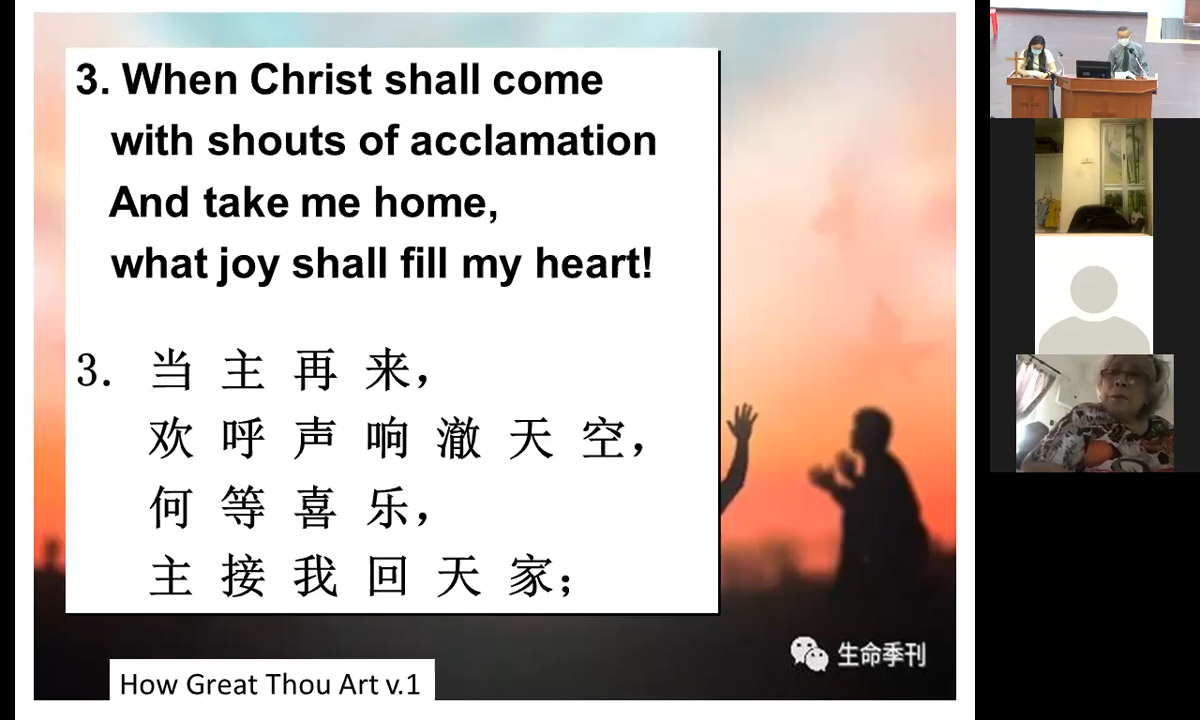 3. When Christ shall come
with shouts of acclamation
And take me home,
what joy shall fill my heart!
3. 当 主 再 来，
欢 呼 声 响 澈 天 空，
何 等 喜 乐，
主 接 我 回 天 家；
生命季刊
How Great Thou Art v.1